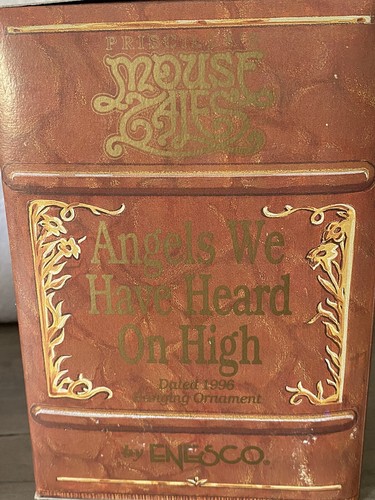 MOUSE
TALES
Angels We
Have Heard
On High
Dated 1996
Hanging Ornament
by ENESCO®